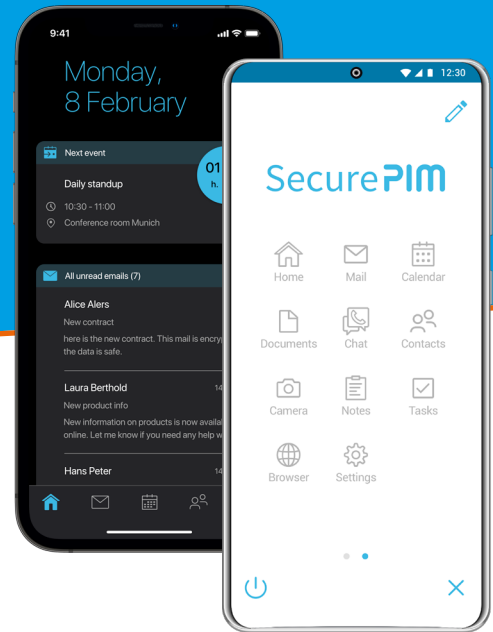 9:41
Monday,
8 February
Next event
01
h.
Daily standup
10:30 - 11:00
Conference room Munich
All unread emails (7)
Alice Alers
New contract
here is the new contract. This mail is
the data is safe.
Laura Berthold
14
New product info
New information on products is now
online. Let me know if you need any help
Hans Peter
14
12:30
SecurePIM
Home
Mail
Calendar
Documents
Chat
Contacts
Camera
Notes
Tasks
Browser
Settings